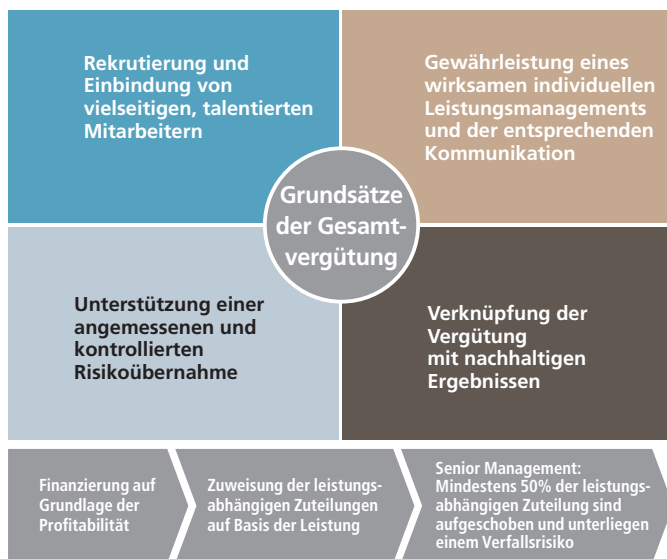 Rekrutierung und
Einbindung von
vielseitigen, talentierten
Mitarbeitern
Gewährleistung eines
wirksamen individuellen
Leistungsmanagements
und der entsprechenden
Kommunikation
Grundsätze
der Gesamt-
vergütung
Unterstützung einer
angemessenen und
kontrollierten
Risikoübernahme
Verknüpfung der
Vergütung
mit nachhaltigen
Ergebnissen
Finanzierung auf
Grundlage der
Profitabilität
Zuweisung der leistungs-
abhängigen Zuteilungen
auf Basis der Leistung
Senior Management:
Mindestens 50% der leistungs-
abhängigen Zuteilung sind
aufgeschoben und unterliegen
einem Verfallsrisiko